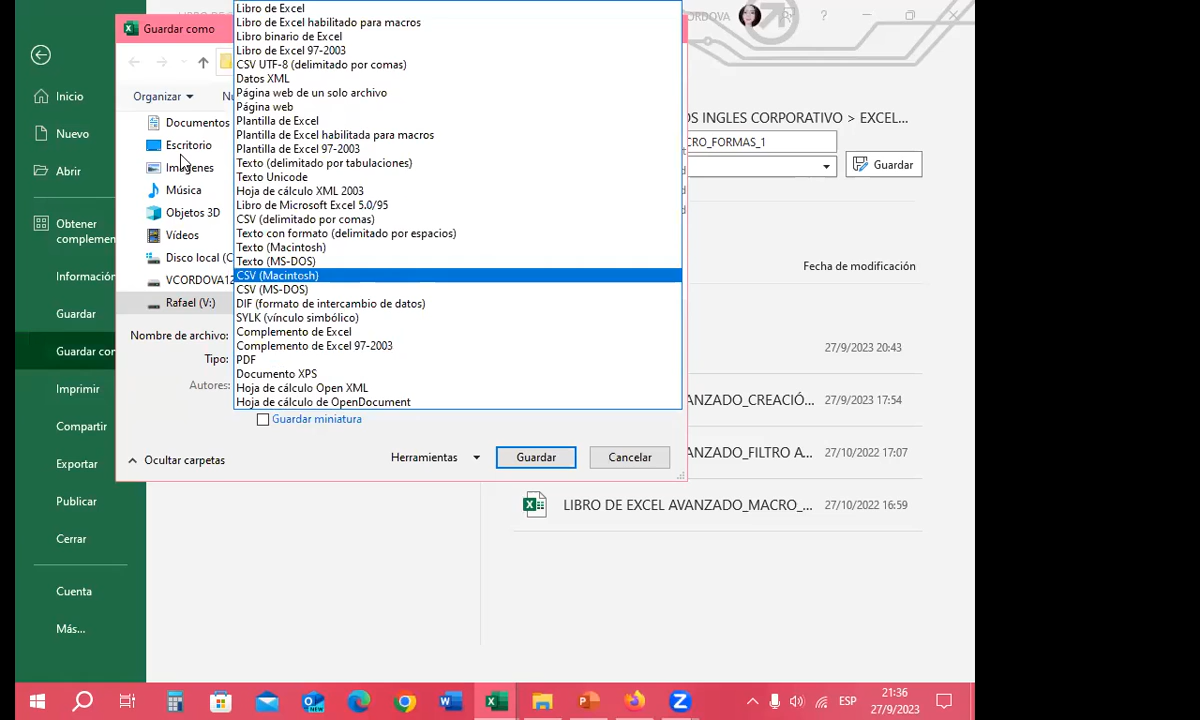 Guardar como
Organizar
Nu
Documentos
Escritorio
Imágenes
Música
Objetos 3D
Vídeos
Disco local (C
VCORDOVA12
Rafael (V:)
Nombre de archivo:
Tipo:
Autores:
Libro de Excel
Libro de Excel habilitado para macros
Libro binario de Excel
Libro de Excel 97-2003
CSV UTF-8 (delimitado por comas)
Datos XML
Página web de un solo archivo
Página web
Plantilla de Excel
Plantilla de Excel habilitada para macros
Plantilla de Excel 97-2003
Texto (delimitado por tabulaciones)
Texto Unicode
Hoja de cálculo XML 2003
Libro de Microsoft Excel 5.0/95
CSV (delimitado por comas)
Texto con formato (delimitado por espacios)
Texto (Macintosh)
Texto (MS-DOS)
CSV (Macintosh)
CSV (MS-DOS)
DIF (formato de intercambio de datos)
SYLK (vínculo simbólico)
Complemento de Excel
Complemento de Excel 97-2003
PDF
Documento XPS
Hoja de cálculo Open XML
Hoja de cálculo de OpenDocument
Guardar miniatura
Ocultar carpetas
Herramientas
Guardar
Cancelar
Inicio
Nuevo
Abrir
Obtener
complemen
Información
Guardar
Guardar con
Imprimir
Compartir
Exportar
Publicar
Cerrar
Cuenta
Más...
ORDOVA
?
OS INGLES CORPORATIVO > EXCEL...
CRO_FORMAS_1
Guardar
Fecha de modificación
27/9/2023 20:43
ANZADO_CREACIÓ... 27/9/2023 17:54
ANZADO_FILTRO A... 27/10/2022 17:07
LIBRO DE EXCEL AVANZADO_MACRO_... 27/10/2022 16:59
ESP
21:36
27/9/2023